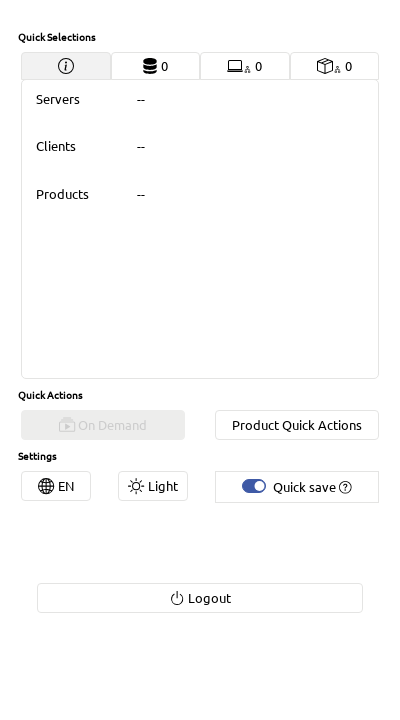 Quick Selections
0 0 0
Servers --
Clients --
Products --
Quick Actions
On Demand Product Quick Actions
Settings
EN Light Quick save
Logout